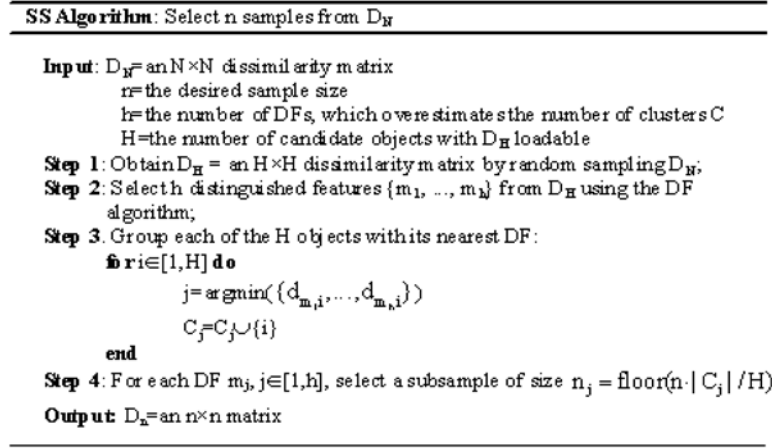 SS Algorithm: Select n samples from D_N
Input: D_N=an N×N dissimilarity matrix
n=the desired sample size
h=the number of DFs, which overestimates the number of clusters C
H=the number of candidate objects with D_H loadable
Step 1: Obtain D_H = an H×H dissimilarity matrix by random sampling D_N;
Step 2: Select h distinguished features {m_1, ..., m_h} from D_H using the DF
algorithm;
Step 3. Group each of the H objects with its nearest DF:
for i∈[1,H] do
j=argmin({d_{m_1i},...,d_{m_hi}})
C_j=C_j∪{i}
end
Step 4: For each DF m_j, j∈[1,h], select a subsample of size n_j = floor(n·|C_j|/H)
Output: D_n=an n×n matrix